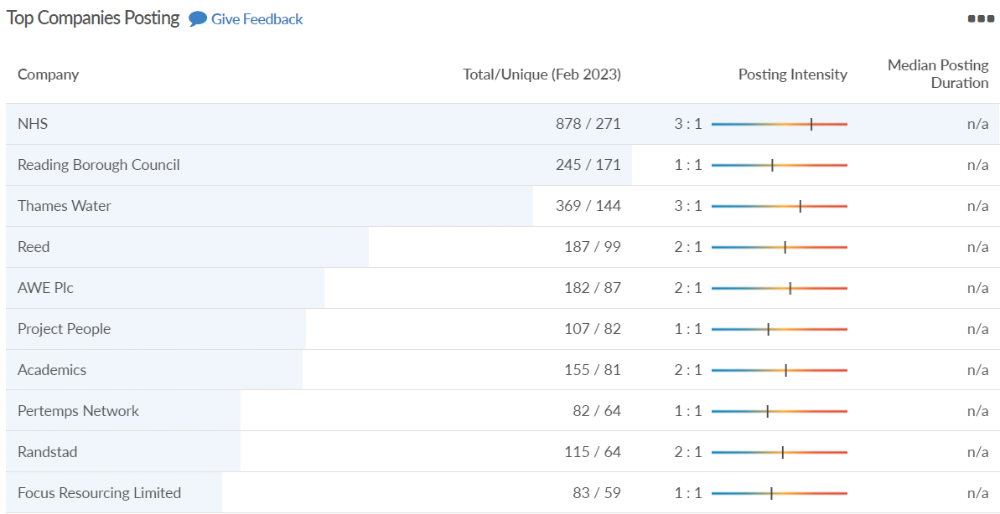 Top Companies Posting Give Feedback
Company Total/Unique (Feb 2023) Posting Intensity Median Posting Duration
NHS 878 / 271 3 : 1 n/a
Reading Borough Council 245 / 171 1 : 1 n/a
Thames Water 369 / 144 3 : 1 n/a
Reed 187 / 99 2 : 1 n/a
AWE Plc 182 / 87 2 : 1 n/a
Project People 107 / 82 1 : 1 n/a
Academics 155 / 81 2 : 1 n/a
Pertemps Network 82 / 64 1 : 1 n/a
Randstad 115 / 64 2 : 1 n/a
Focus Resourcing Limited 83 / 59 1 : 1 n/a